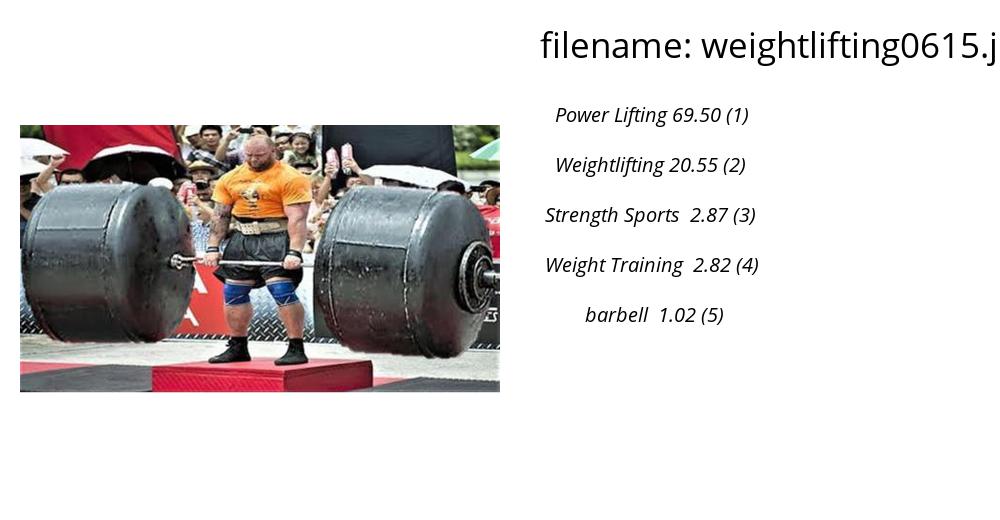 filename: weightlifting0615.j
Power Lifting 69.50 (1)
Weightlifting 20.55 (2)
Strength Sports 2.87 (3)
Weight Training 2.82 (4)
barbell 1.02 (5)